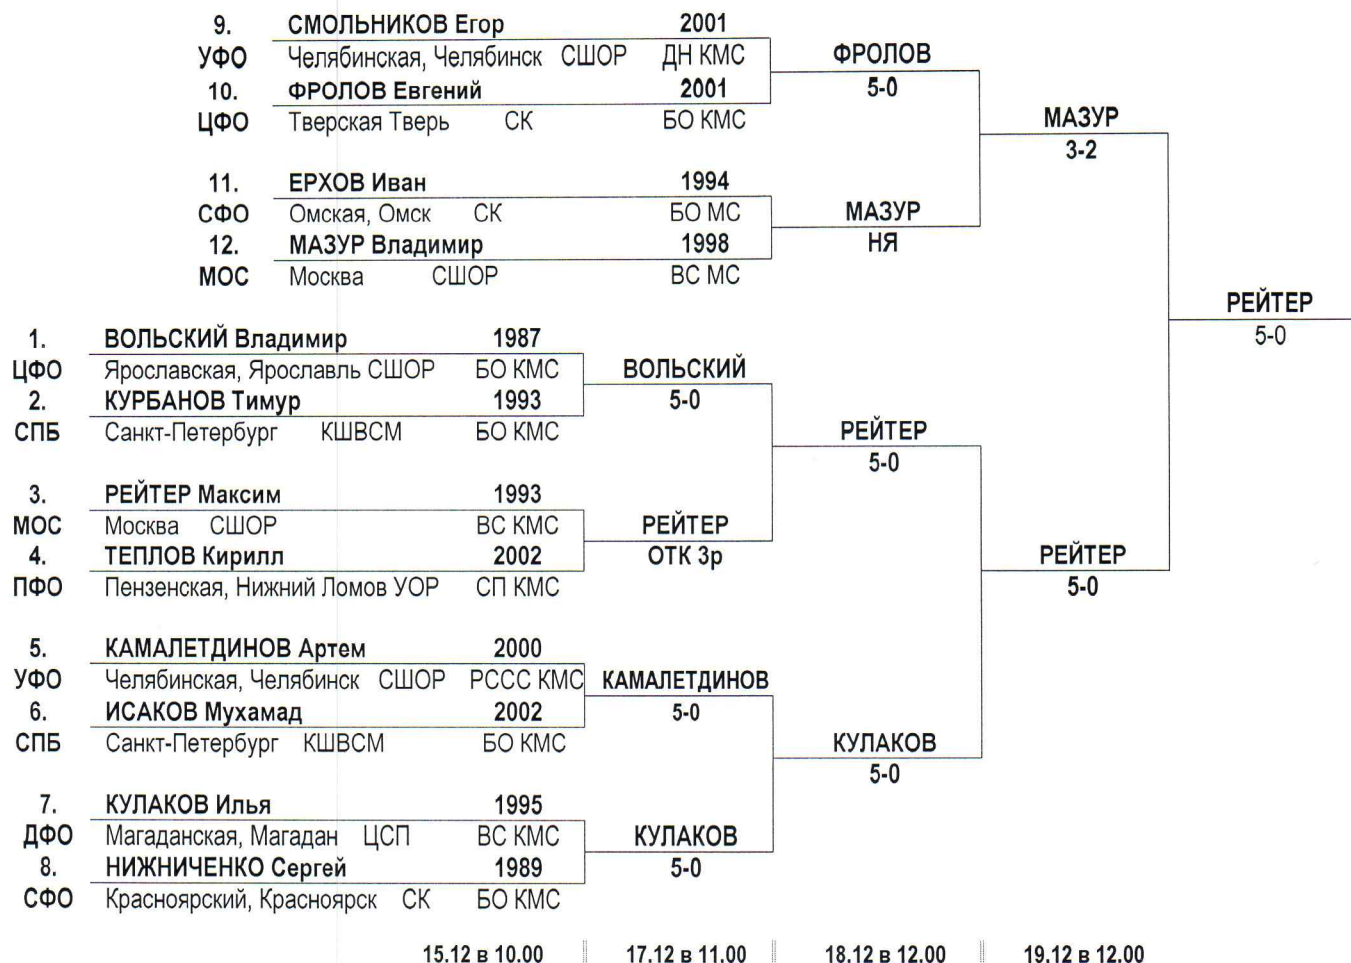 9. СМОЛЬНИКОВ Егор 2001
УФО Челябинская, Челябинск СШОР ДН КМС
ФРОЛОВ
10. ФРОЛОВ Евгений 2001
5-0
ЦФО Тверская Тверь СК БО КМС
МАЗУР
3-2
11. ЕРХОВ Иван 1994
СФО Омская, Омск СК БО МС
МАЗУР
12. МАЗУР Владимир 1998
НЯ
МОС Москва СШОР ВС МС
РЕЙТЕР
5-0
1. ВОЛЬСКИЙ Владимир 1987
ЦФО Ярославская, Ярославль СШОР БО КМС
ВОЛЬСКИЙ
2. КУРБАНОВ Тимур 1993
5-0
СПБ Санкт-Петербург КШВСМ БО КМС
РЕЙТЕР
5-0
3. РЕЙТЕР Максим 1993
МОС Москва СШОР ВС КМС
РЕЙТЕР
4. ТЕПЛОВ Кирилл 2002
ОТК 3р
РЕЙТЕР
5-0
ПФО Пензенская, Нижний Ломов УОР СП КМС
5. КАМАЛЕТДИНОВ Артем 2000
УФО Челябинская, Челябинск СШОР РССС КМС
КАМАЛЕТДИНОВ
6. ИСАКОВ Мухамад 2002
5-0
СПБ Санкт-Петербург КШВСМ БО КМС
КУЛАКОВ
5-0
7. КУЛАКОВ Илья 1995
ДФО Магаданская, Магадан ЦСП ВС КМС
КУЛАКОВ
8. НИЖНИЧЕНКО Сергей 1989
5-0
СФО Красноярский, Красноярск СК БО КМС
15.12 в 10.00 17.12 в 11.00 18.12 в 12.00 19.12 в 12.00